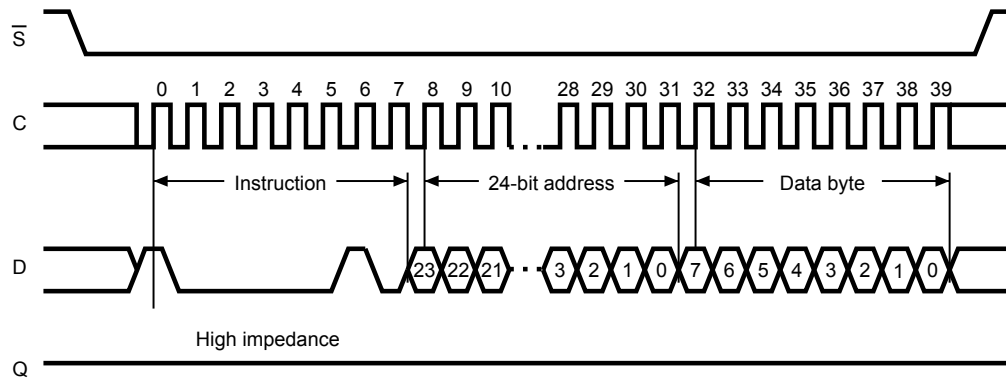 S
0 1 2 3 4 5 6 7 8 9 10 28 29 30 31 32 33 34 35 36 37 38 39
C
Instruction 24-bit address Data byte
D 23 22 21 3 2 1 0 7 6 5 4 3 2 1 0
High impedance
Q